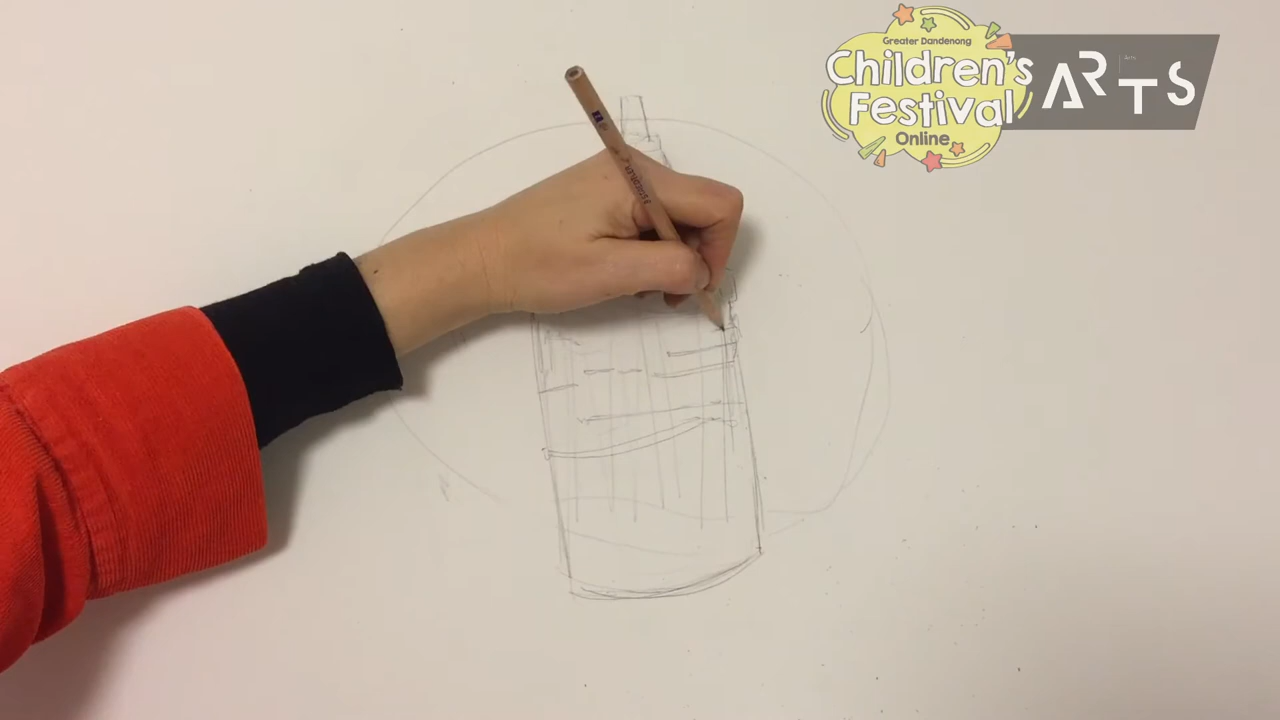 Greater Dandenong
Children's
Festival
Online
ARTS